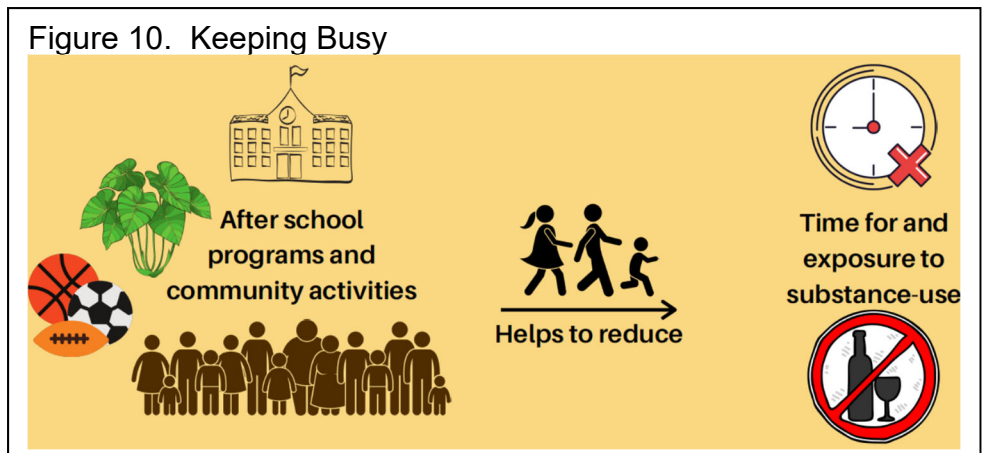 Figure 10.  Keeping Busy
After school
programs and
community activities
Helps to reduce
Time for and
exposure to
substance-use